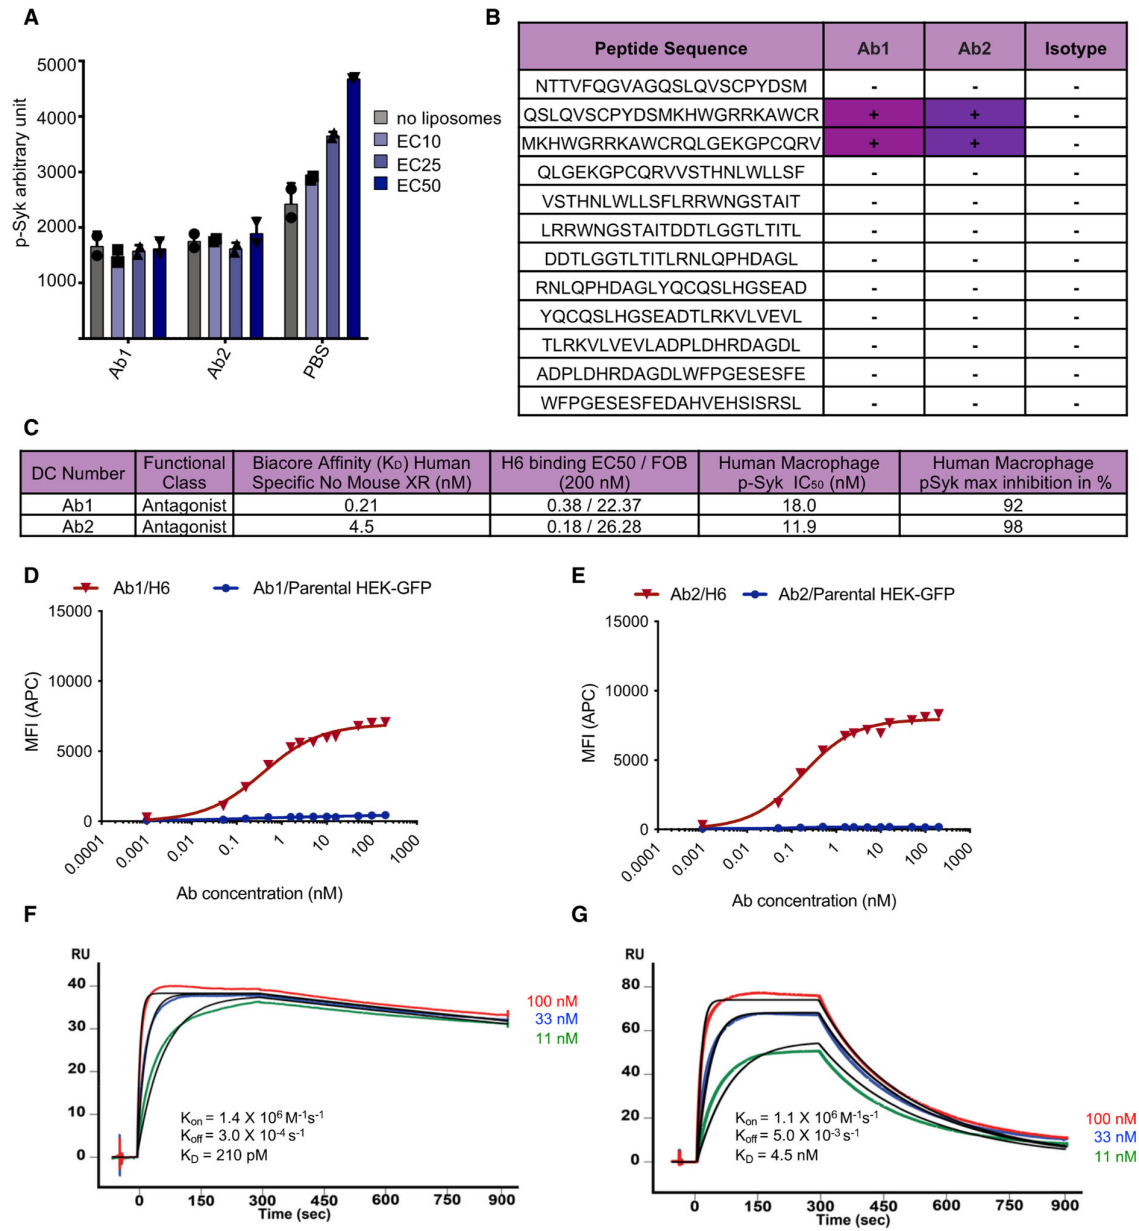 A
5000
4000
3000
2000
1000
p-Syk arbitrary unit
no liposomes
EC10
EC25
EC50
Ab1
Ab2
PBS
B
Peptide Sequence Ab1 Ab2 Isotype
NTTVFQGVAGQSLQVSCPYDSM - - -
QSLQVSCPYDSMKHWGRRKAWCR + + -
MKHWGRRKAWCRQLGEKGPCQRV + + -
QLGEKGPCQRVVSTHNLWLLSF - - -
VSTHNLWLLSFLRRWNGSTAIT - - -
LRRWNGSTAITDDTLGGTLTITL - - -
DDTLGGTLTITLRNLQPHDAGL - - -
RNLQPHDAGLYQCQSLHGSEAD - - -
YQCQSLHGSEADTLRKVLVEVL - - -
TLRKVLVEVLADPLDHRDAGDL - - -
ADPLDHRDAGDLWFPGESESFE - - -
WFPGESESFEDAHVEHSISRSL - - -
C
DC Number
Functional
Class
Biacore Affinity (KD) Human
Specific No Mouse XR (nM)
H6 binding EC50 / FOB
(200 nM)
Human Macrophage
p-Syk IC50 (nM)
Human Macrophage
pSyk max inhibition in %
Ab1 Antagonist 0.21 0.38 / 22.37 18.0 92
Ab2 Antagonist 4.5 0.18 / 26.28 11.9 98
D
Ab1/H6
Ab1/Parental HEK-GFP
15000
10000
5000
0
MFI (APC)
0.0001 0.001 0.01 0.1 1 10 100 1000
Ab concentration (nM)
E
Ab2/H6
Ab2/Parental HEK-GFP
15000
10000
5000
0
MFI (APC)
0.0001 0.001 0.01 0.1 1 10 100 1000
Ab concentration (nM)
F
RU
40
30
20
10
0
100 nM
33 nM
11 nM
Kon = 1.4 X 10⁶ M⁻¹s⁻¹
Koff = 3.0 X 10⁻⁴ s⁻¹
KD = 210 pM
0 150 300 450 600 750 900
Time (sec)
G
RU
80
60
40
20
0
Kon = 1.1 X 10⁶ M⁻¹s⁻¹
Koff = 5.0 X 10⁻³ s⁻¹
KD = 4.5 nM
100 nM
33 nM
11 nM
0 150 300 450 600 750 900
Time (sec)